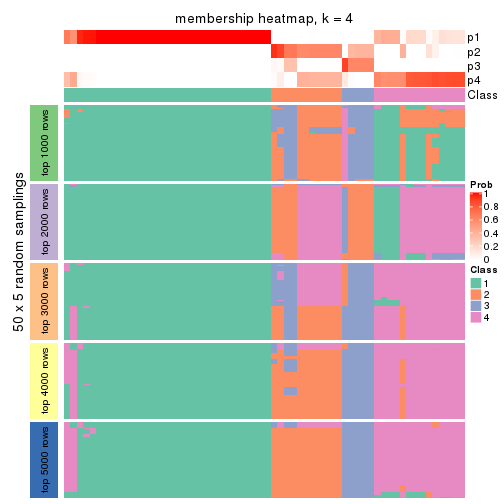 membership heatmap, k = 4
p1
p2
p3
p4
Class
50 x 5 random samplings
top 1000 rows
top 2000 rows
top 3000 rows
top 4000 rows
top 5000 rows
Prob
1
0.8
0.6
0.4
0.2
0
Class
1
2
3
4